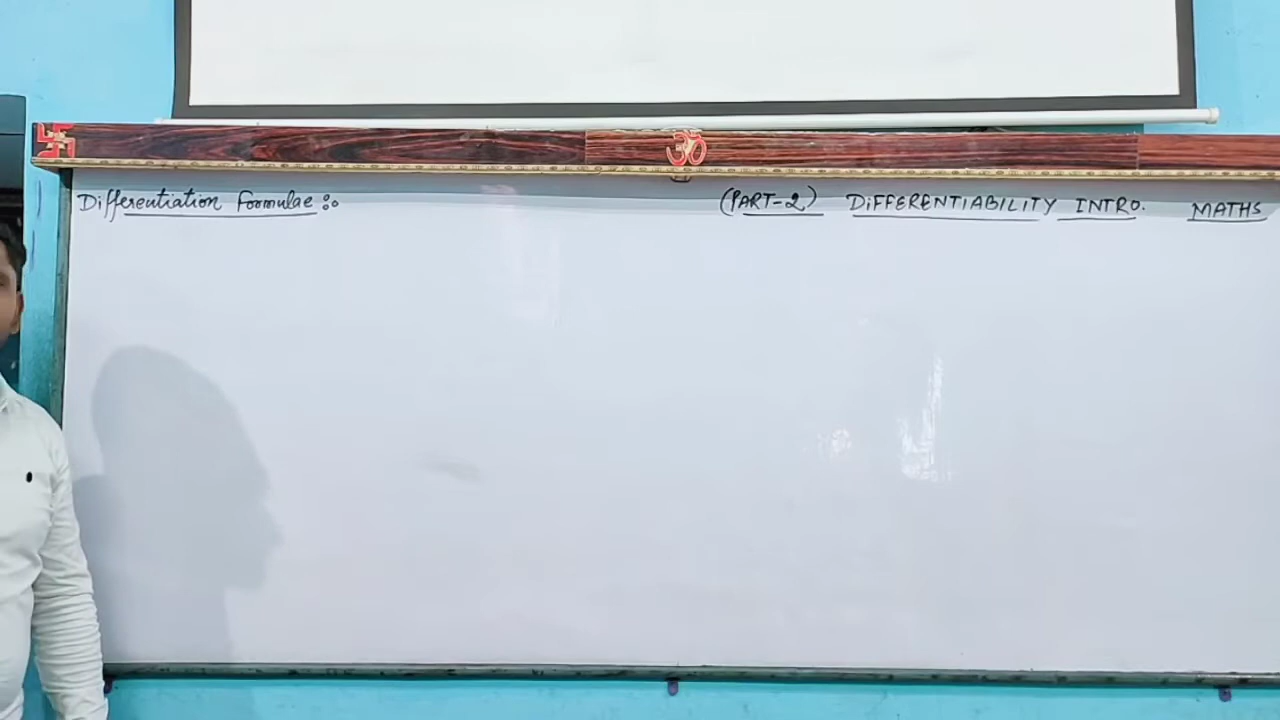 Differentiation Formulae :-
(PART-2) DIFFERENTIABILITY INTRO. MATHS
ॐ